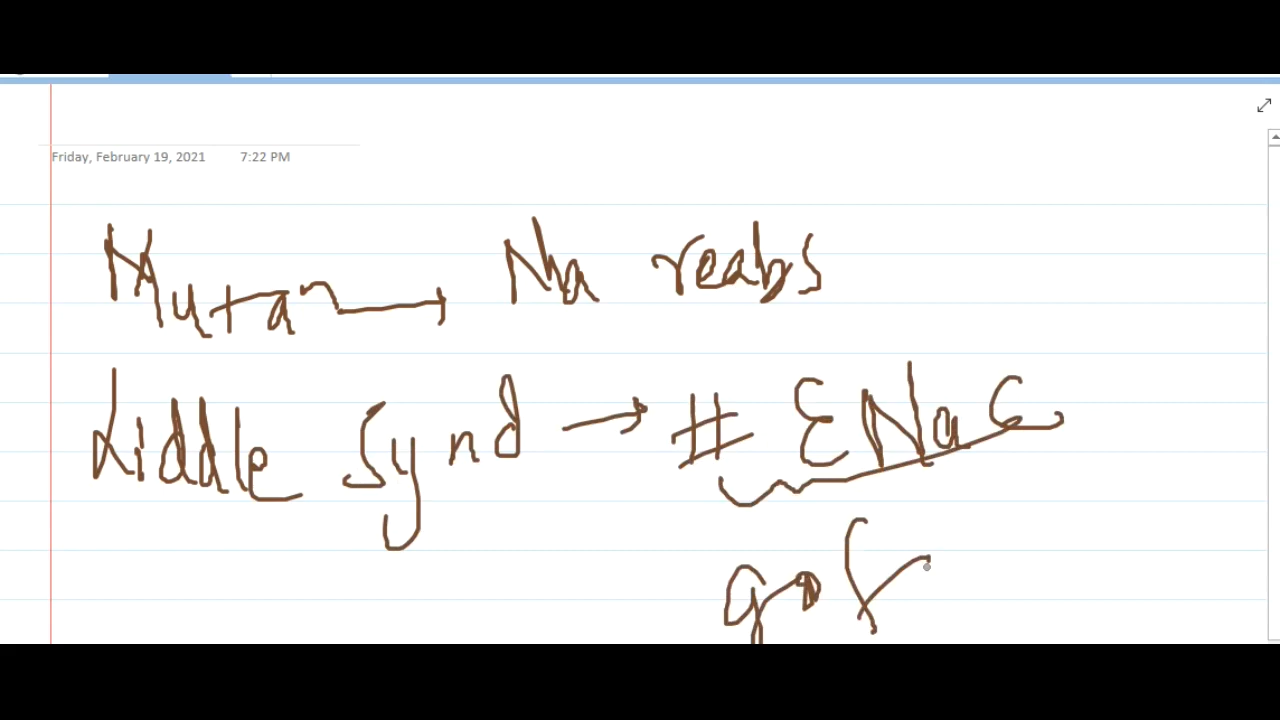 Friday, February 19, 2021 7:22 PM
Mutan → Na reabs
Liddle Synd → # ENaC
gof